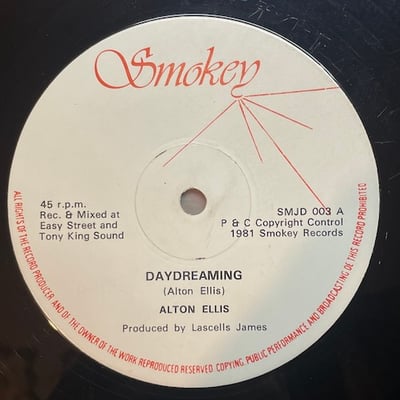 Smokey
45 r.p.m.
Rec. & Mixed at
Easy Street and
Tony King Sound
SMJD 003 A
P & C Copyright Control
1981 Smokey Records
DAYDREAMING
(Alton Ellis)
ALTON ELLIS
Produced by Lascells James
ALL RIGHTS OF THE RECORD PRODUCER, AND OF THE OWNER OF THE WORK REPRODUCED RESERVED. COPYING, PUBLIC PERFORMANCE AND BROADCASTING OF THIS RECORD PROHIBITED